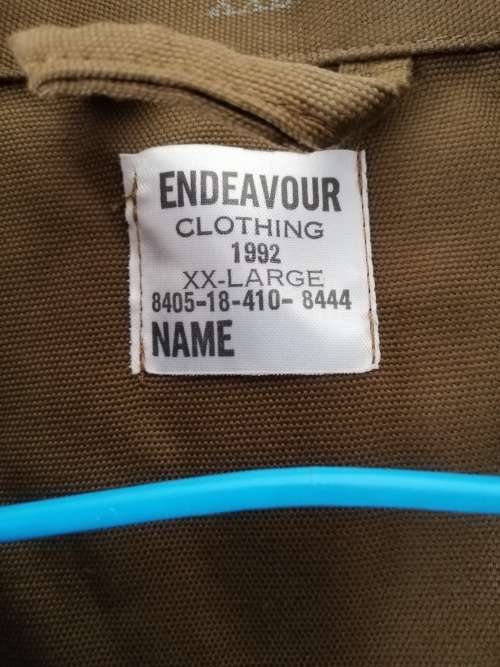 ENDEAVOUR
CLOTHING
1992
XX-LARGE
8405-18-410- 8444
NAME